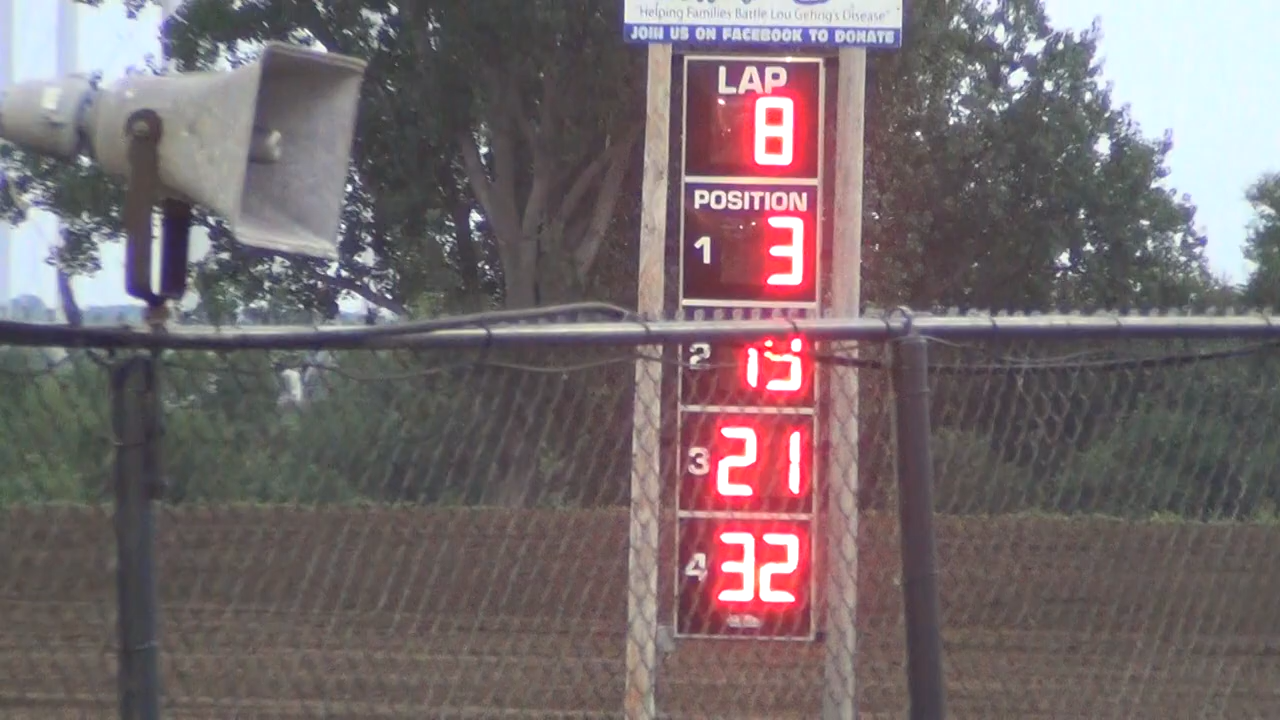 "Helping Families Battle Lou Gehrig's Disease"
JOIN US ON FACEBOOK TO DONATE
LAP
8
POSITION
1 3
2
3 21
4 32